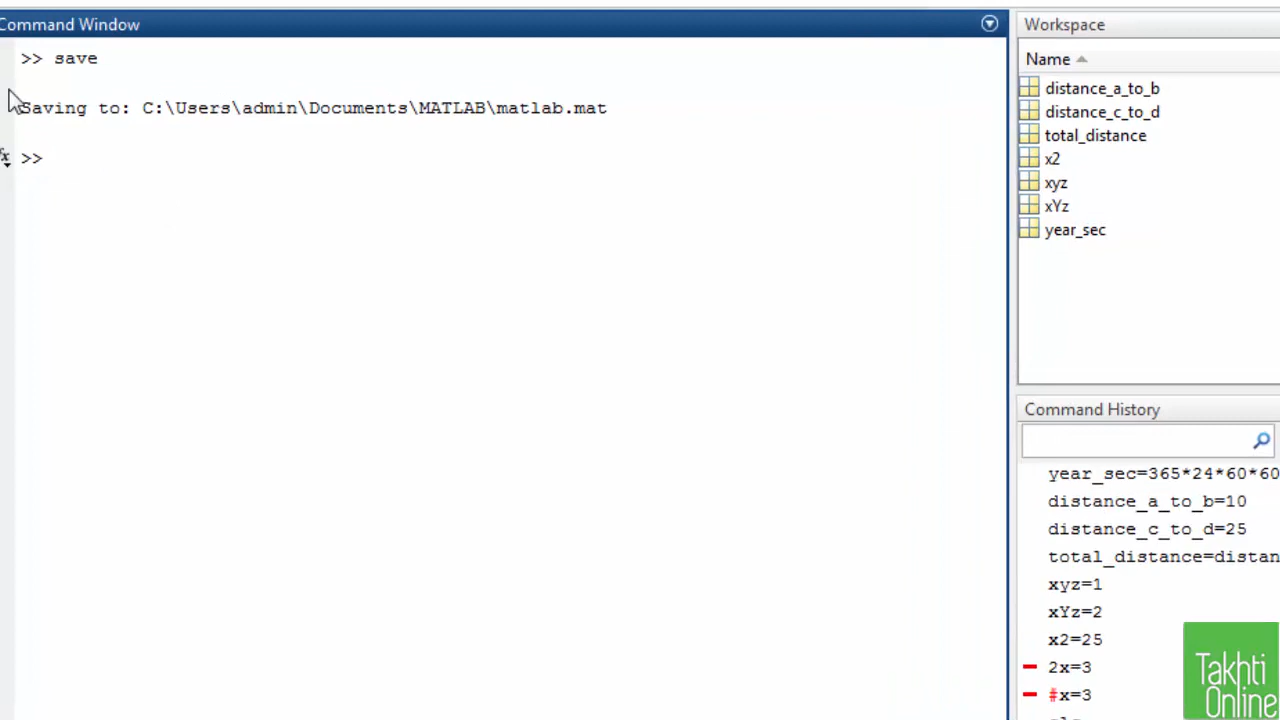 Command Window
>> save
Saving to: C:\Users\admin\Documents\MATLAB\matlab.mat
fx >>
Workspace
Name
distance_a_to_b
distance_c_to_d
total_distance
x2
xyz
xYz
year_sec
Command History
year_sec=365*24*60*60
distance_a_to_b=10
distance_c_to_d=25
total_distance=distan
xyz=1
xYz=2
x2=25
2x=3
#x=3
Takhti
Online